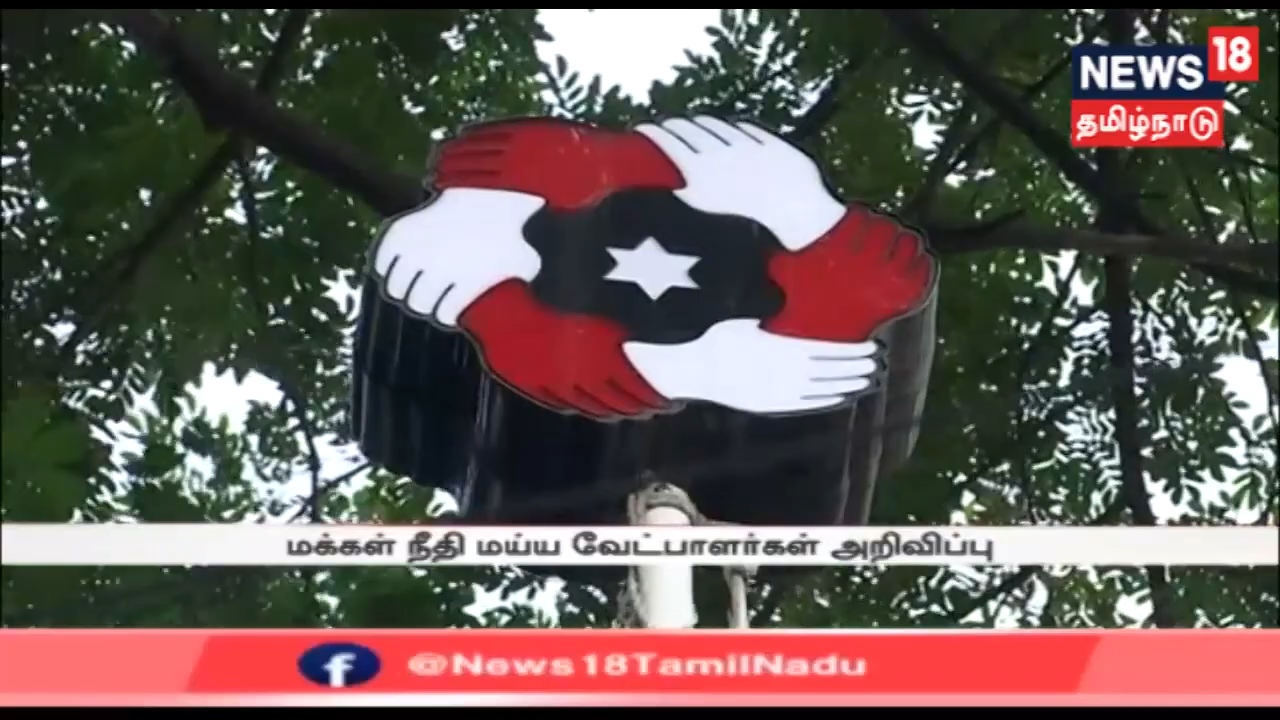 NEWS 18
தமிழ்நாடு
மக்கள் நீதி மய்ய வேட்பாளர்கள் அறிவிப்பு
f @News18TamilNadu